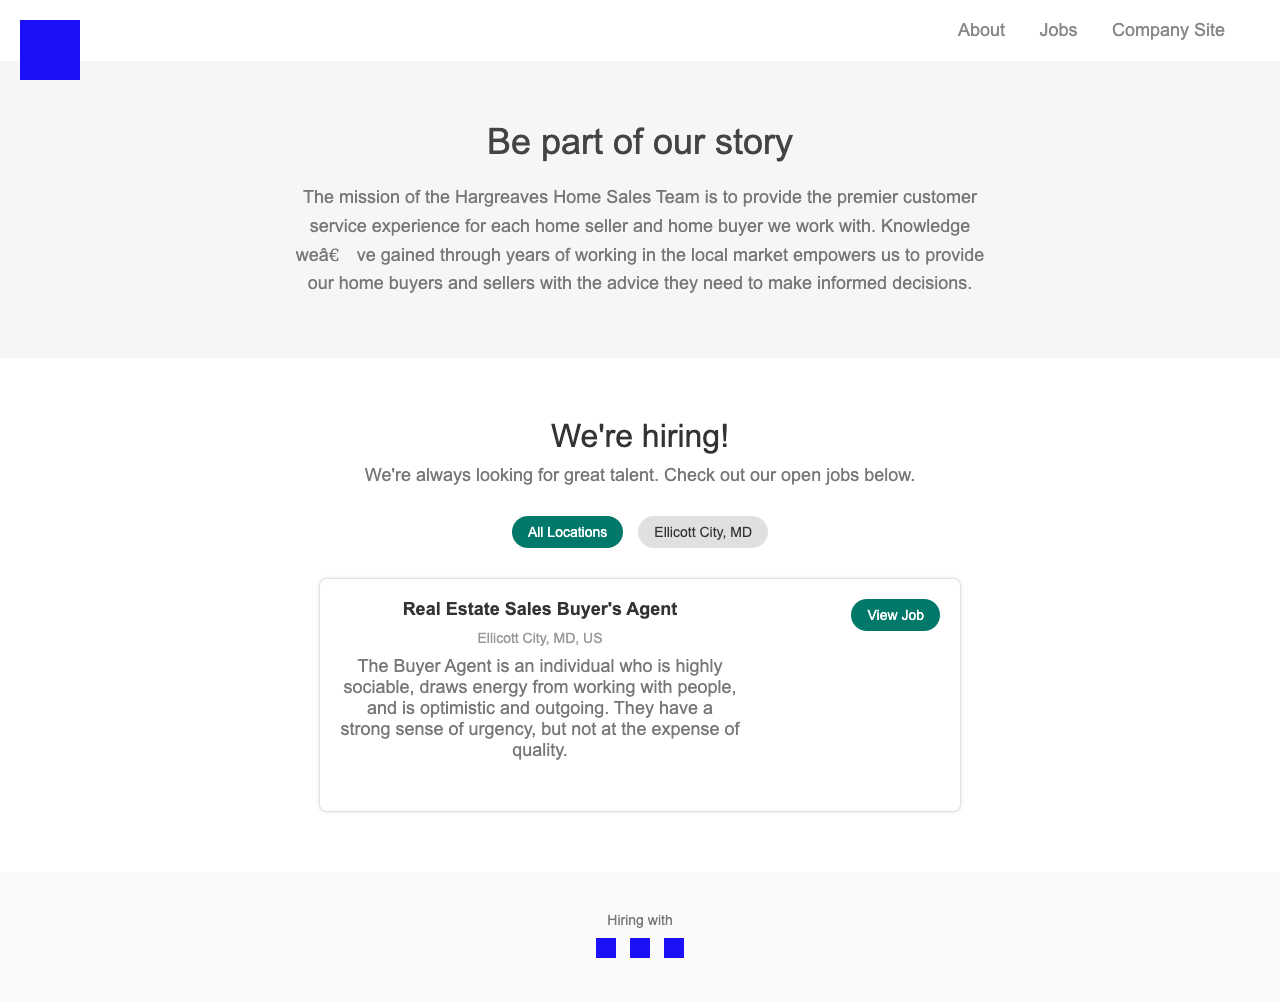 About Jobs Company Site
Be part of our story
The mission of the Hargreaves Home Sales Team is to provide the premier customer
service experience for each home seller and home buyer we work with. Knowledge
weâ€ ve gained through years of working in the local market empowers us to provide
our home buyers and sellers with the advice they need to make informed decisions.
We're hiring!
We're always looking for great talent. Check out our open jobs below.
All Locations Ellicott City, MD
Real Estate Sales Buyer's Agent
View Job
Ellicott City, MD, US
The Buyer Agent is an individual who is highly
sociable, draws energy from working with people,
and is optimistic and outgoing. They have a
strong sense of urgency, but not at the expense of
quality.
Hiring with